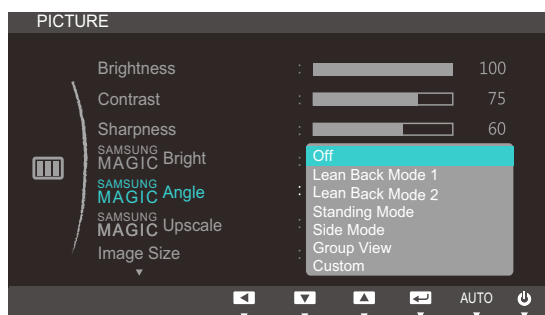 PICTURE
Brightness : 100
Contrast : 75
Sharpness : 60
SAMSUNG
MAGIC Bright :
SAMSUNG
MAGIC Angle :
SAMSUNG
MAGIC Upscale :
Image Size :
Off
Lean Back Mode 1
Lean Back Mode 2
Standing Mode
Side Mode
Group View
Custom
AUTO